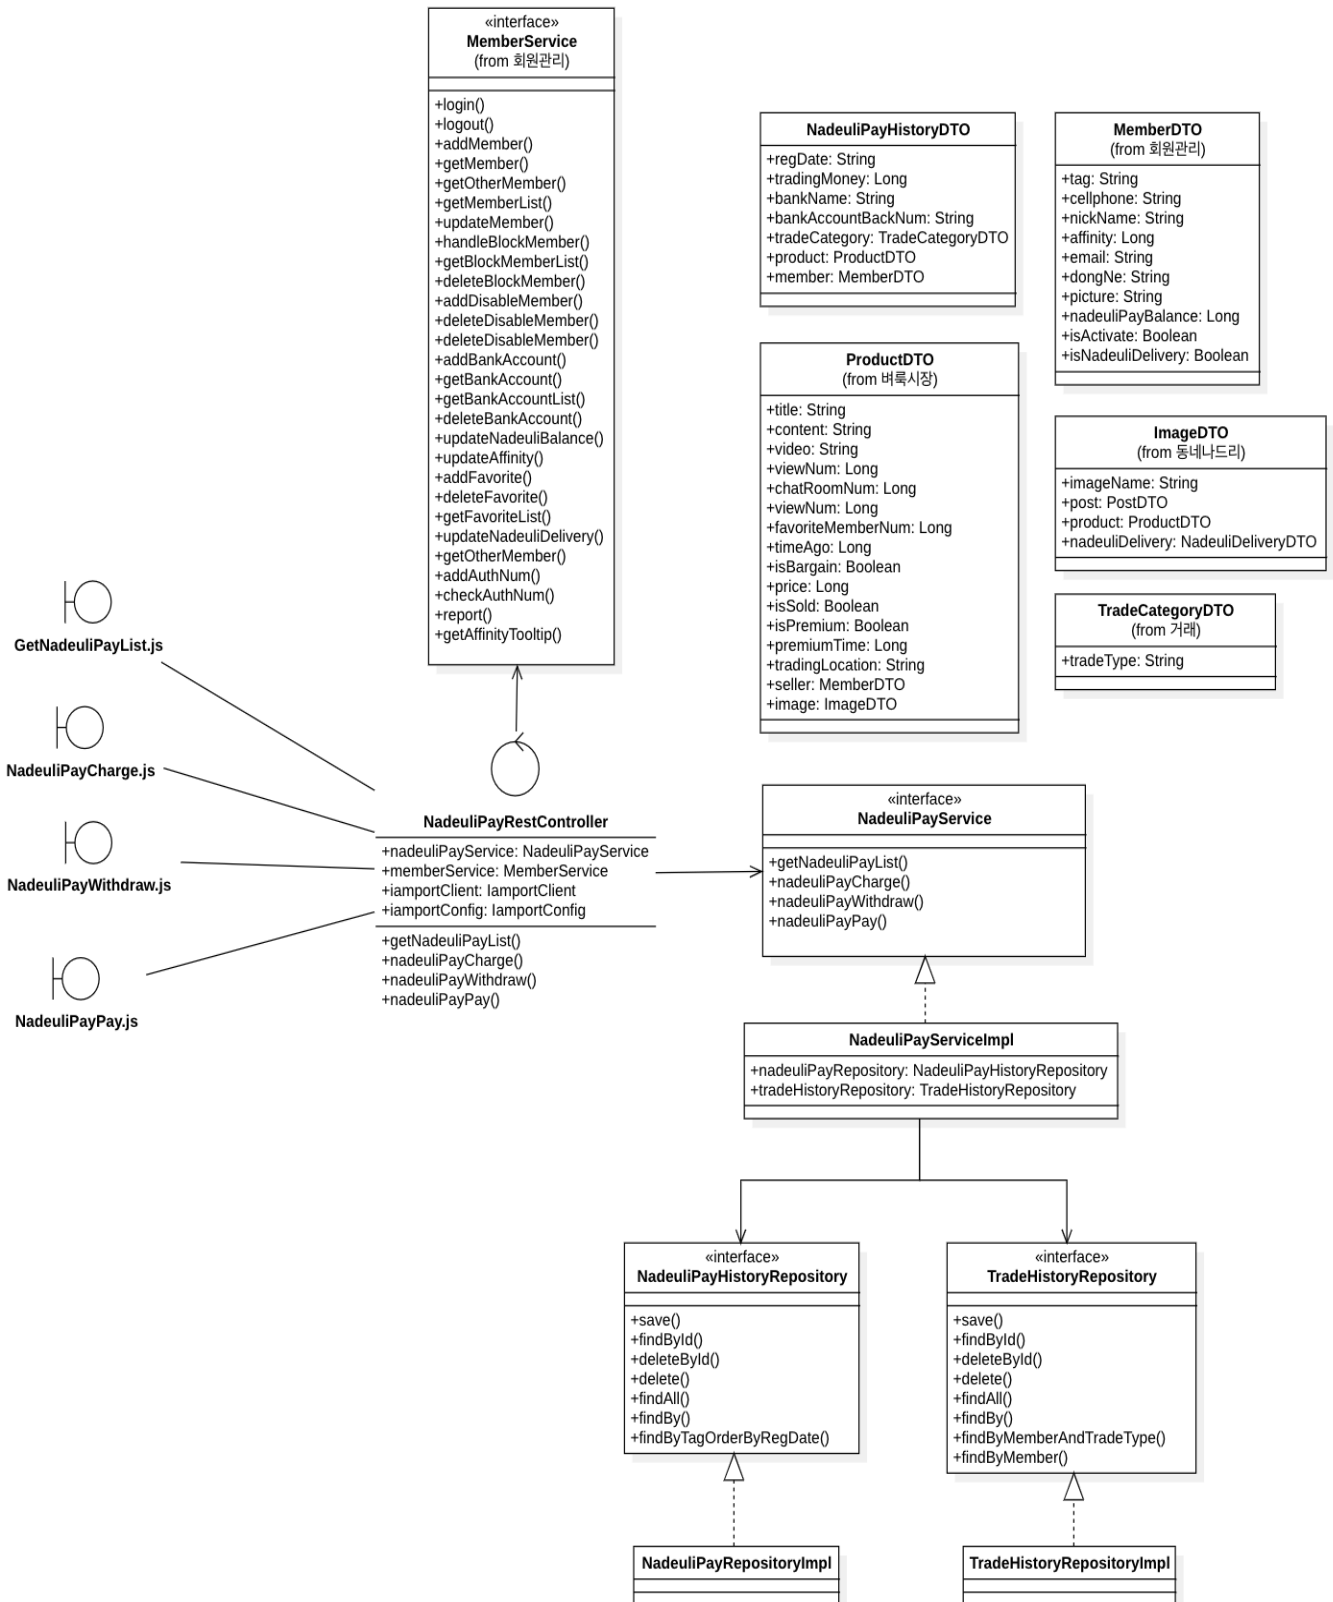 «interface»
MemberService
(from 회원관리)
+login()
+logout()
+addMember()
+getMember()
+getOtherMember()
+getMemberList()
+updateMember()
+handleBlockMember()
+getBlockMemberList()
+deleteBlockMember()
+addDisableMember()
+deleteDisableMember()
+deleteDisableMember()
+addBankAccount()
+getBankAccount()
+getBankAccountList()
+deleteBankAccount()
+updateNadeuliBalance()
+updateAffinity()
+addFavorite()
+deleteFavorite()
+getFavoriteList()
+updateNadeuliDelivery()
+getOtherMember()
+addAuthNum()
+checkAuthNum()
+report()
+getAffinityTooltip()
NadeuliPayHistoryDTO
+regDate: String
+tradingMoney: Long
+bankName: String
+bankAccountBackNum: String
+tradeCategory: TradeCategoryDTO
+product: ProductDTO
+member: MemberDTO
MemberDTO
(from 회원관리)
+tag: String
+cellphone: String
+nickName: String
+affinity: Long
+email: String
+dongNe: String
+picture: String
+nadeuliPayBalance: Long
+isActivate: Boolean
+isNadeuliDelivery: Boolean
ProductDTO
(from 벼룩시장)
+title: String
+content: String
+video: String
+viewNum: Long
+chatRoomNum: Long
+viewNum: Long
+favoriteMemberNum: Long
+timeAgo: Long
+isBargain: Boolean
+price: Long
+isSold: Boolean
+isPremium: Boolean
+premiumTime: Long
+tradingLocation: String
+seller: MemberDTO
+image: ImageDTO
ImageDTO
(from 동네나드리)
+imageName: String
+post: PostDTO
+product: ProductDTO
+nadeuliDelivery: NadeuliDeliveryDTO
TradeCategoryDTO
(from 거래)
+tradeType: String
GetNadeuliPayList.js
NadeuliPayCharge.js
NadeuliPayWithdraw.js
NadeuliPayPay.js
NadeuliPayRestController
+nadeuliPayService: NadeuliPayService
+memberService: MemberService
+iamportClient: IamportClient
+iamportConfig: IamportConfig
+getNadeuliPayList()
+nadeuliPayCharge()
+nadeuliPayWithdraw()
+nadeuliPayPay()
«interface»
NadeuliPayService
+getNadeuliPayList()
+nadeuliPayCharge()
+nadeuliPayWithdraw()
+nadeuliPayPay()
NadeuliPayServiceImpl
+nadeuliPayRepository: NadeuliPayHistoryRepository
+tradeHistoryRepository: TradeHistoryRepository
«interface»
NadeuliPayHistoryRepository
+save()
+findById()
+deleteById()
+delete()
+findAll()
+findBy()
+findByTagOrderByRegDate()
«interface»
TradeHistoryRepository
+save()
+findById()
+deleteById()
+delete()
+findAll()
+findBy()
+findByMemberAndTradeType()
+findByMember()
NadeuliPayRepositoryImpl
TradeHistoryRepositoryImpl